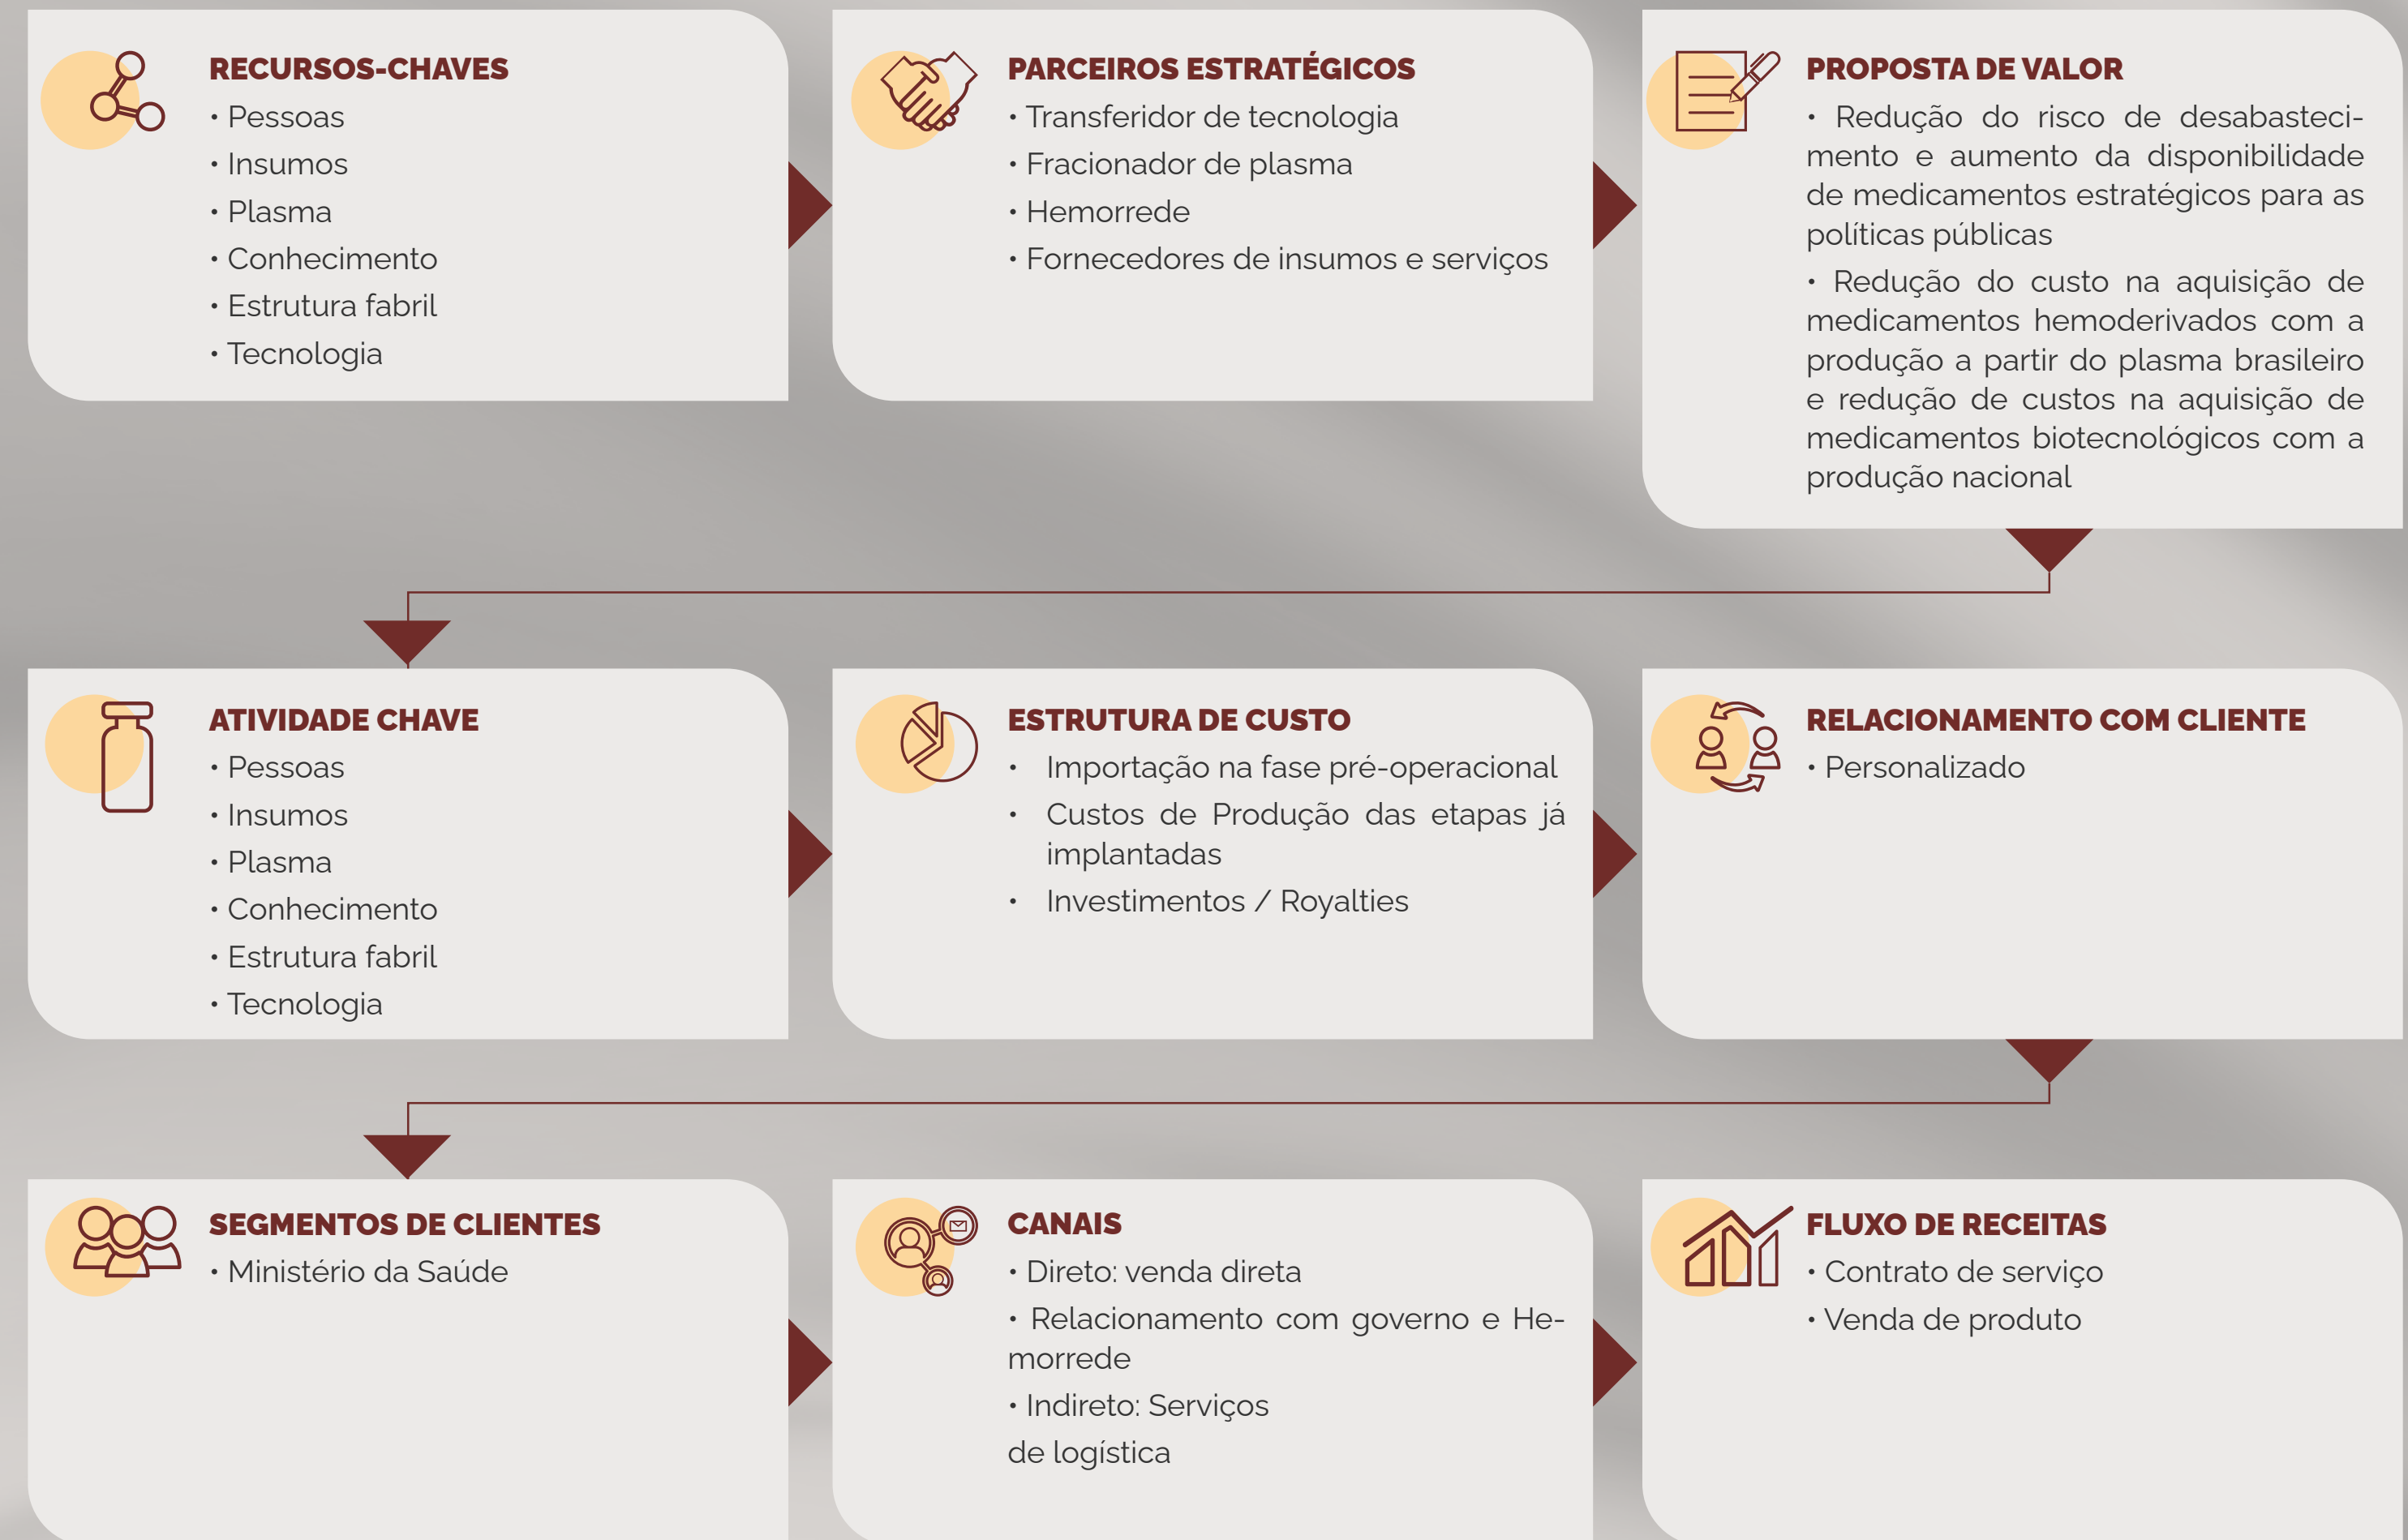 RECURSOS-CHAVES
• Pessoas
• Insumos
• Plasma
• Conhecimento
• Estrutura fabril
• Tecnologia
PARCEIROS ESTRATÉGICOS
• Transferidor de tecnologia
• Fracionador de plasma
• Hemorrede
• Fornecedores de insumos e serviços
PROPOSTA DE VALOR
• Redução do risco de desabasteci-
mento e aumento da disponibilidade
de medicamentos estratégicos para as
políticas públicas
• Redução do custo na aquisição de
medicamentos hemoderivados com a
produção a partir do plasma brasileiro
e redução de custos na aquisição de
medicamentos biotecnológicos com a
produção nacional
ATIVIDADE CHAVE
• Pessoas
• Insumos
• Plasma
• Conhecimento
• Estrutura fabril
• Tecnologia
ESTRUTURA DE CUSTO
• Importação na fase pré-operacional
• Custos de Produção das etapas já
implantadas
• Investimentos / Royalties
RELACIONAMENTO COM CLIENTE
• Personalizado
SEGMENTOS DE CLIENTES
• Ministério da Saúde
CANAIS
• Direto: venda direta
• Relacionamento com governo e He-
morrede
• Indireto: Serviços
de logística
FLUXO DE RECEITAS
• Contrato de serviço
• Venda de produto